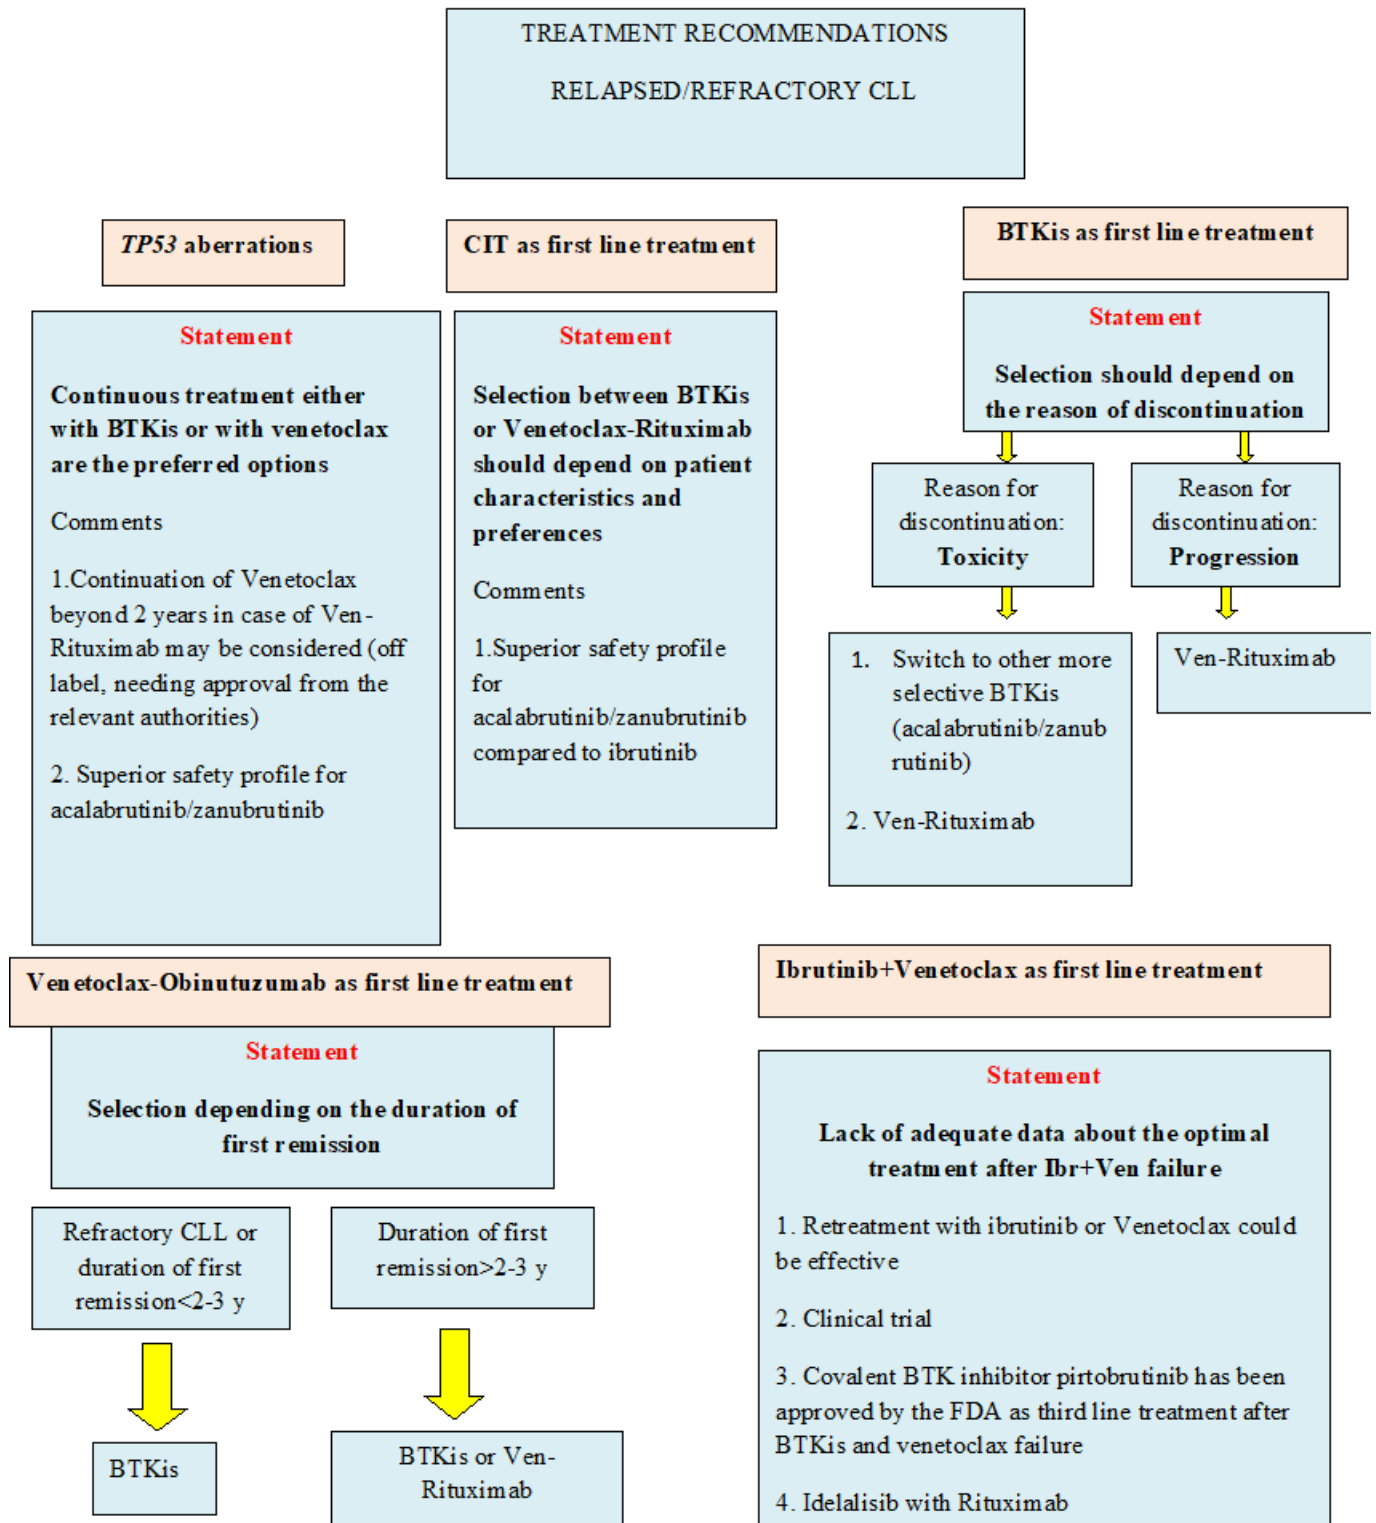 TREATMENT RECOMMENDATIONS
RELAPSED/REFRACTORY CLL
TP53 aberrations
Statement
Continuous treatment either
with BTKis or with venetoclax
are the preferred options
Comments
1.Continuation of Venetoclax
beyond 2 years in case of Ven-
Rituximab may be considered (off
label, needing approval from the
relevant authorities)
2. Superior safety profile for
acalabrutinib/zanubrutinib
CIT as first line treatment
Statement
Selection between BTKis
or Venetoclax-Rituximab
should depend on patient
characteristics and
preferences
Comments
1.Superior safety profile
for
acalabrutinib/zanubrutinib
compared to ibrutinib
BTKis as first line treatment
Statement
Selection should depend on
the reason of discontinuation
Reason for
discontinuation:
Toxicity
1. Switch to other more
selective BTKis
(acalabrutinib/zanub
rutinib)
2. Ven-Rituximab
Reason for
discontinuation:
Progression
Ven-Rituximab
Venetoclax-Obinutuzumab as first line treatment
Statement
Selection depending on the duration of
first remission
Refractory CLL or
duration of first
remission<2-3 y
BTKis
Duration of first
remission>2-3 y
BTKis or Ven-
Rituximab
Ibrutinib+Venetoclax as first line treatment
Statement
Lack of adequate data about the optimal
treatment after Ibr+Ven failure
1. Retreatment with ibrutinib or Venetoclax could
be effective
2. Clinical trial
3. Covalent BTK inhibitor pirtobrutinib has been
approved by the FDA as third line treatment after
BTKis and venetoclax failure
4. Idelalisib with Rituximab